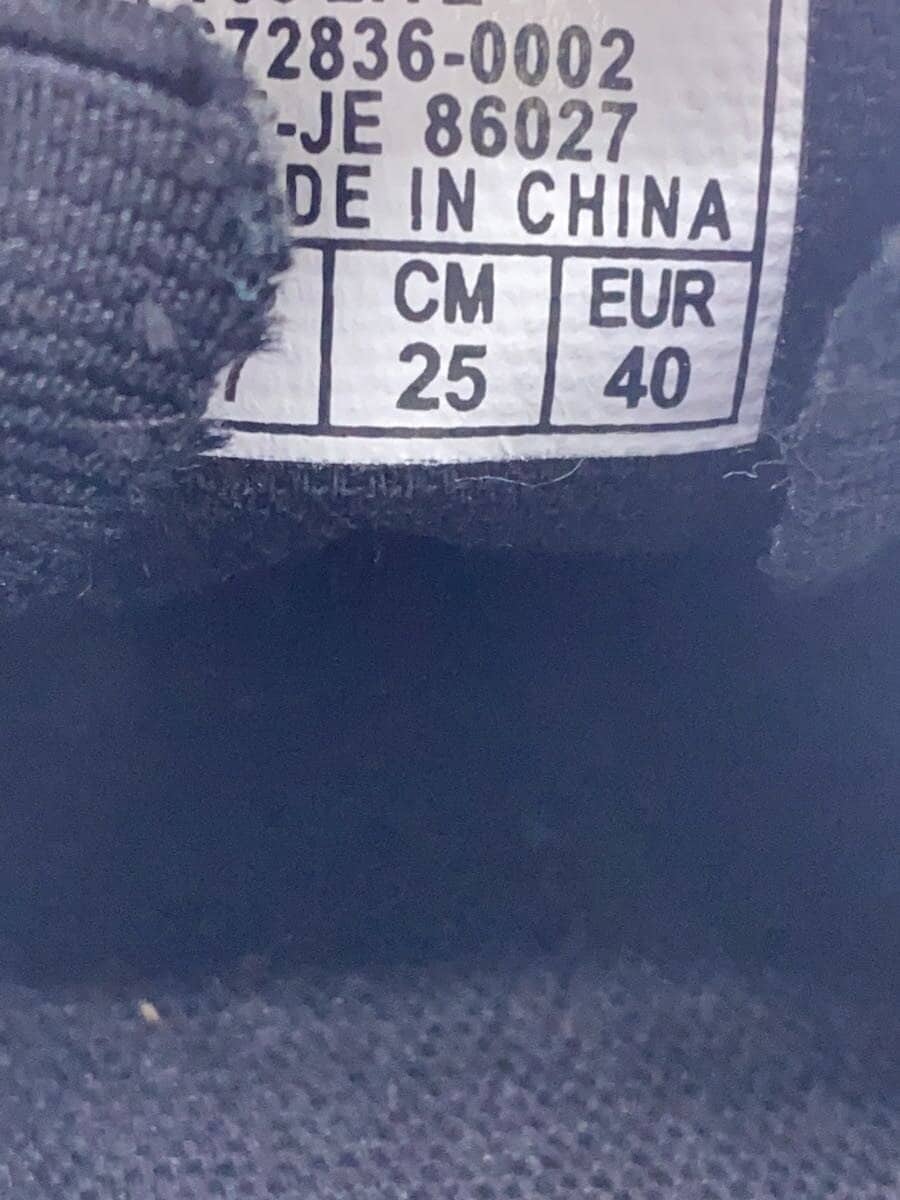 72836-0002
-JE 86027
DE IN CHINA
CM EUR
25 40